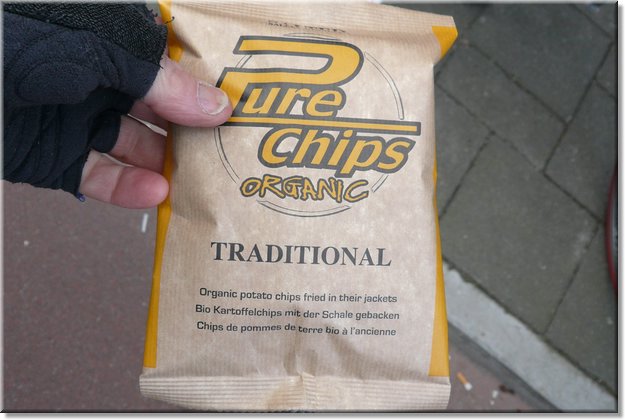 Pure
Chips
ORGANIC
TRADITIONAL
Organic potato chips fried in their jackets
Bio Kartoffelchips mit der Schale gebacken
Chips de pommes de terre bio à l'ancienne